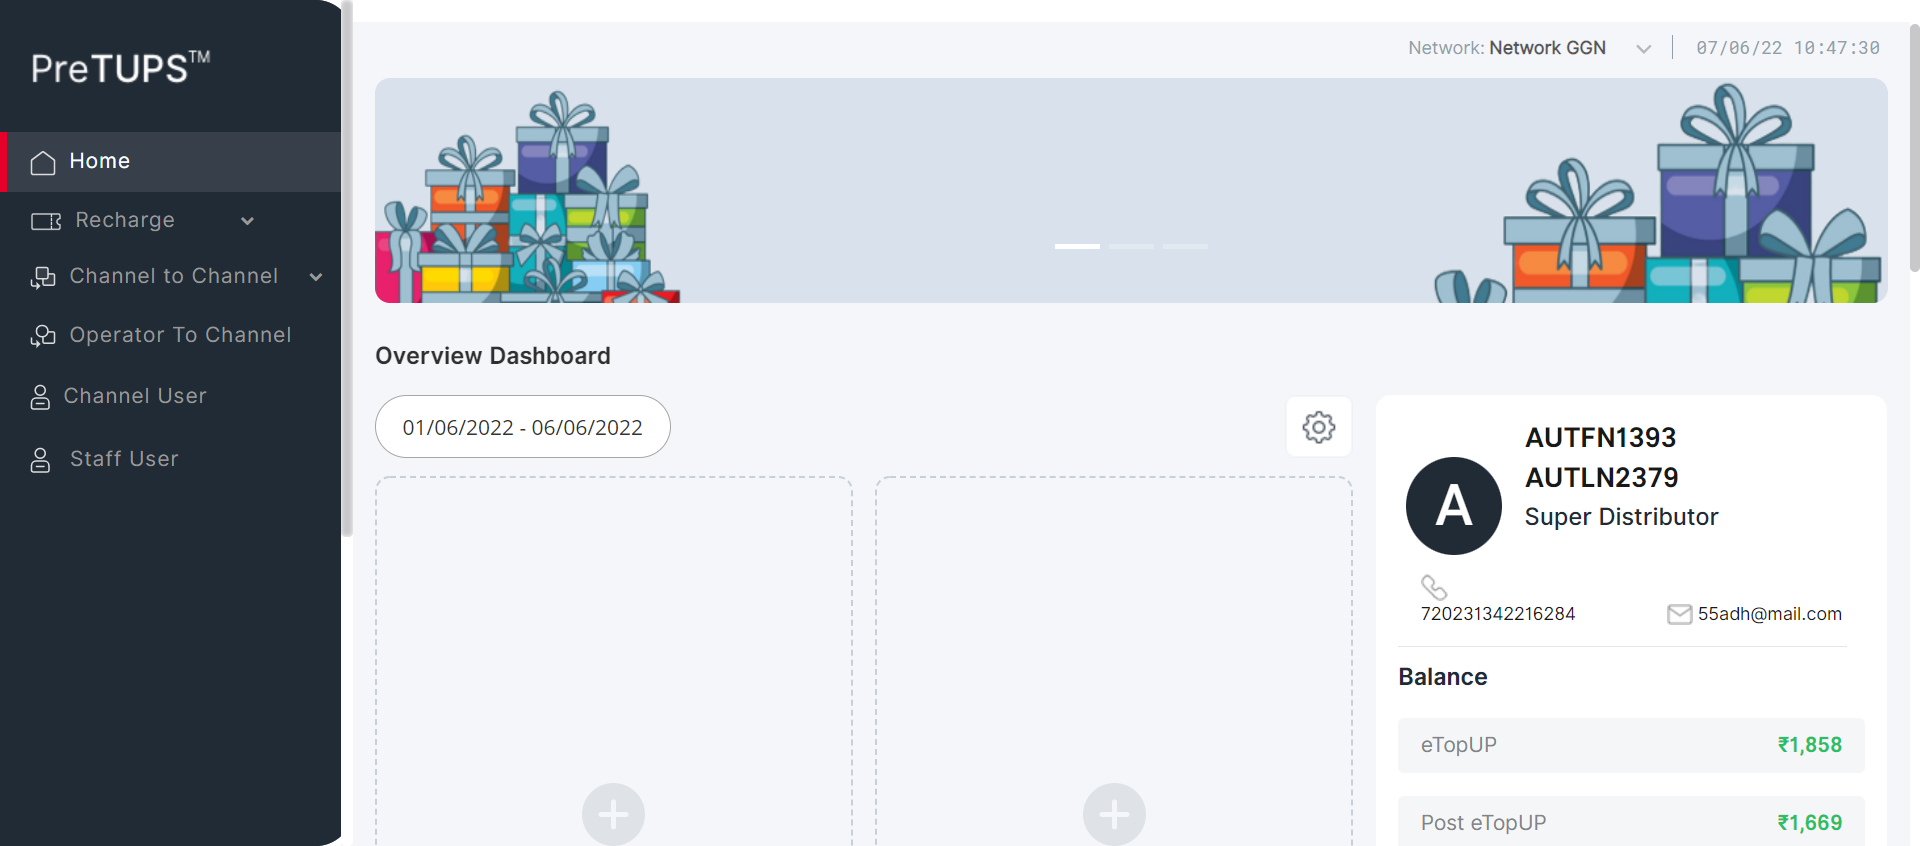 PreTUPS™
Home
Recharge
Channel to Channel
Operator To Channel
Channel User
Staff User
Network: Network GGN
07/06/22 10:47:30
Overview Dashboard
01/06/2022 - 06/06/2022
A
AUTFN1393
AUTLN2379
Super Distributor
720231342216284
55adh@mail.com
Balance
eTopUP ₹1,858
Post eTopUP ₹1,669